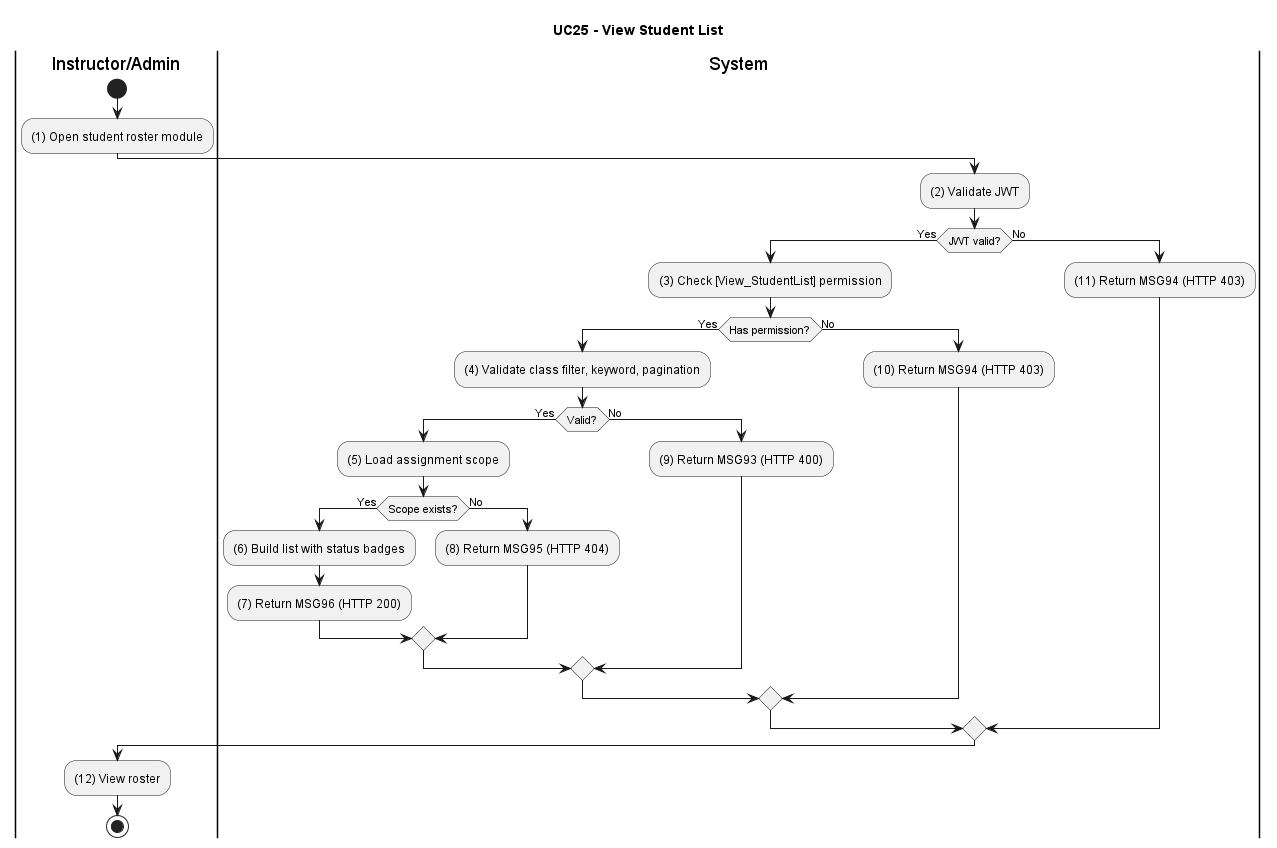 UC25 - View Student List
Instructor/Admin
System
(1) Open student roster module
(2) Validate JWT
Yes
JWT valid?
No
(3) Check [View_StudentList] permission
(11) Return MSG94 (HTTP 403)
Yes
Has permission?
No
(4) Validate class filter, keyword, pagination
(10) Return MSG94 (HTTP 403)
Yes
Valid?
No
(5) Load assignment scope
(9) Return MSG93 (HTTP 400)
Yes
Scope exists?
No
(6) Build list with status badges
(8) Return MSG95 (HTTP 404)
(7) Return MSG96 (HTTP 200)
(12) View roster